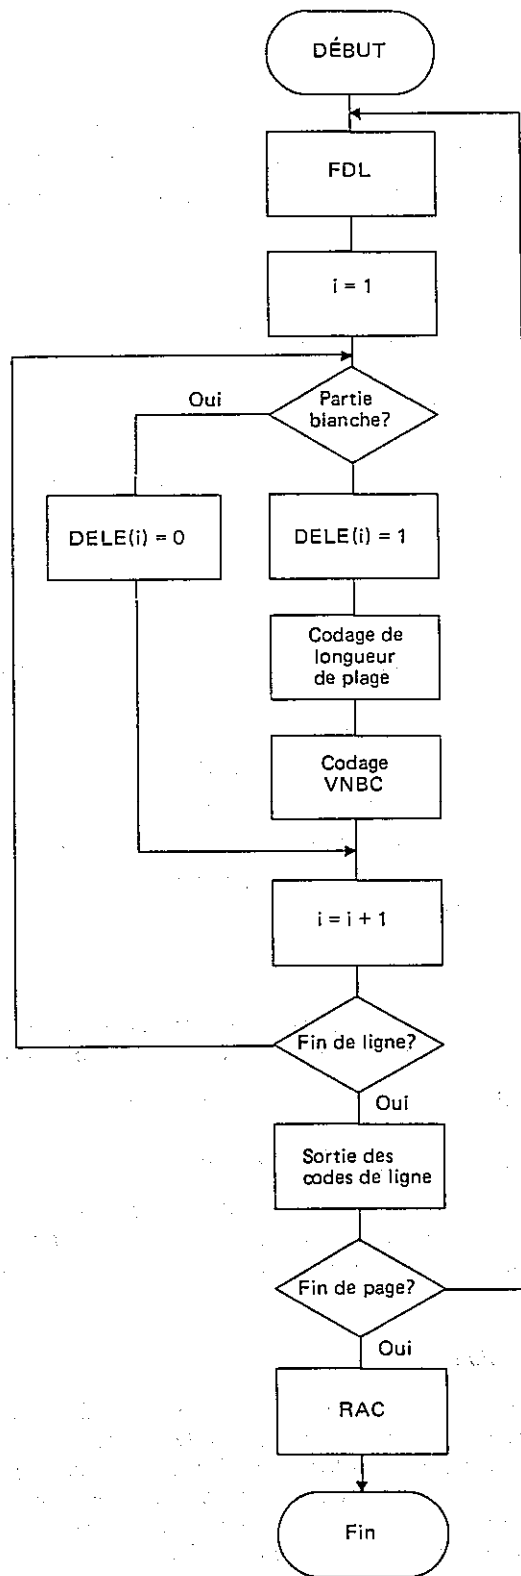 DÉBUT
FDL
i = 1
Partie
blanche?
Oui
DELE(i) = 0
DELE(i) = 1
Codage de
longueur
de plage
Codage
VNBC
i = i + 1
Fin de ligne?
Oui
Sortie des
codes de ligne
Fin de page?
Oui
RAC
Fin